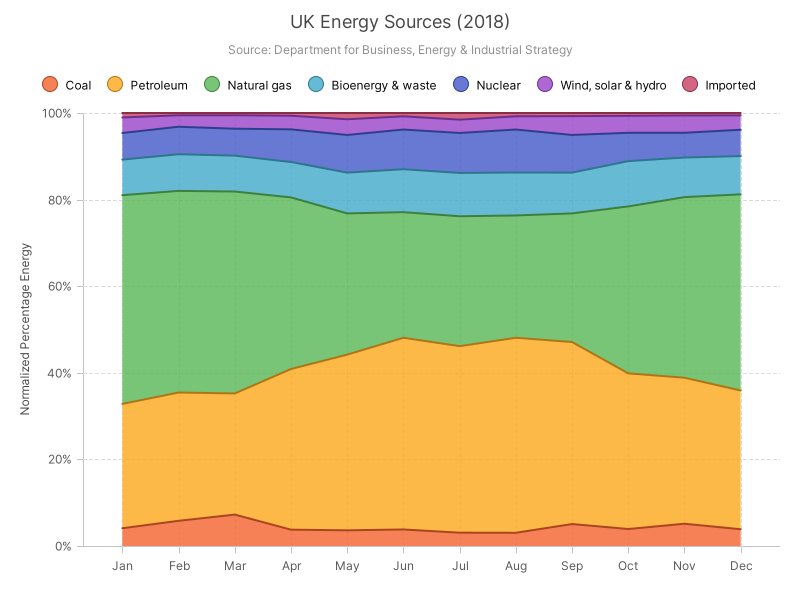 UK Energy Sources (2018)
Source: Department for Business, Energy & Industrial Strategy
Coal Petroleum Natural gas Bioenergy & waste Nuclear Wind, solar & hydro Imported
100%
80%
60%
40%
20%
0%
Normalized Percentage Energy
Jan Feb Mar Apr May Jun Jul Aug Sep Oct Nov Dec